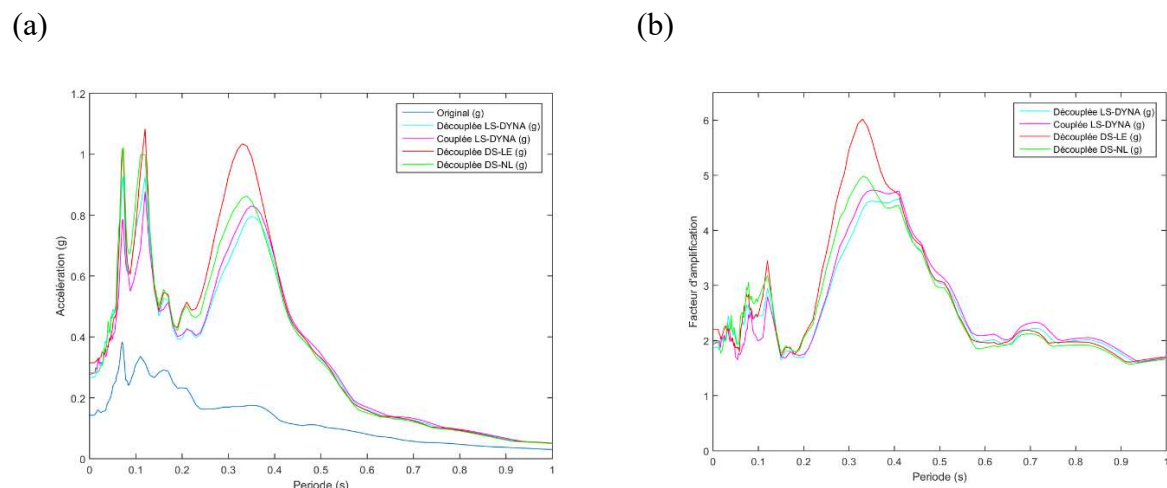 (a)
(b)
1.2
1
0.8
0.6
0.4
0.2
0
Accélération (g)
0 0.1 0.2 0.3 0.4 0.5 0.6 0.7 0.8 0.9 1
Periode (s)
Original (g)
Découplée LS-DYNA (g)
Couplée LS-DYNA (g)
Découplée DS-LE (g)
Découplée DS-NL (g)
6
5
4
3
2
1
0
Facteur d'amplification
0 0.1 0.2 0.3 0.4 0.5 0.6 0.7 0.8 0.9 1
Periode (s)
Découplée LS-DYNA (g)
Couplée LS-DYNA (g)
Découplée DS-LE (g)
Découplée DS-NL (g)